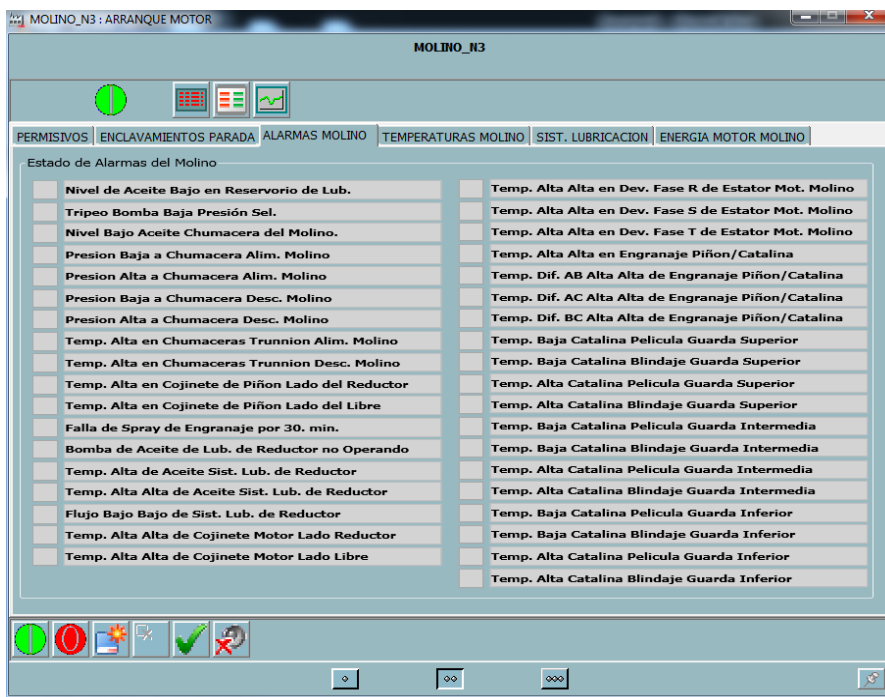 MOLINO_N3 : ARRANQUE MOTOR
MOLINO_N3
PERMISIVOS ENCLAVAMIENTOS PARADA ALARMAS MOLINO TEMPERATURAS MOLINO SIST. LUBRICACION ENERGIA MOTOR MOLINO
Estado de Alarmas del Molino
Nivel de Aceite Bajo en Reservorio de Lub.
Tripeo Bomba Baja Presión Sel.
Nivel Bajo Aceite Chumacera del Molino.
Presion Baja a Chumacera Alim. Molino
Presion Alta a Chumacera Alim. Molino
Presion Baja a Chumacera Desc. Molino
Presion Alta a Chumacera Desc. Molino
Temp. Alta en Chumaceras Trunnion Alim. Molino
Temp. Alta en Chumaceras Trunnion Desc. Molino
Temp. Alta en Cojinete de Piñon Lado del Reductor
Temp. Alta en Cojinete de Piñon Lado del Libre
Falla de Spray de Engranaje por 30. min.
Bomba de Aceite de Lub. de Reductor no Operando
Temp. Alta de Aceite Sist. Lub. de Reductor
Temp. Alta Alta de Aceite Sist. Lub. de Reductor
Flujo Bajo Bajo de Sist. Lub. de Reductor
Temp. Alta Alta de Cojinete Motor Lado Reductor
Temp. Alta Alta de Cojinete Motor Lado Libre
Temp. Alta Alta en Dev. Fase R de Estator Mot. Molino
Temp. Alta Alta en Dev. Fase S de Estator Mot. Molino
Temp. Alta Alta en Dev. Fase T de Estator Mot. Molino
Temp. Alta Alta en Engranaje Piñon/Catalina
Temp. Dif. AB Alta Alta de Engranaje Piñon/Catalina
Temp. Dif. AC Alta Alta de Engranaje Piñon/Catalina
Temp. Dif. BC Alta Alta de Engranaje Piñon/Catalina
Temp. Baja Catalina Pelicula Guarda Superior
Temp. Baja Catalina Blindaje Guarda Superior
Temp. Alta Catalina Pelicula Guarda Superior
Temp. Alta Catalina Blindaje Guarda Superior
Temp. Baja Catalina Pelicula Guarda Intermedia
Temp. Baja Catalina Blindaje Guarda Intermedia
Temp. Alta Catalina Pelicula Guarda Intermedia
Temp. Alta Catalina Blindaje Guarda Intermedia
Temp. Baja Catalina Pelicula Guarda Inferior
Temp. Baja Catalina Blindaje Guarda Inferior
Temp. Alta Catalina Pelicula Guarda Inferior
Temp. Alta Catalina Blindaje Guarda Inferior